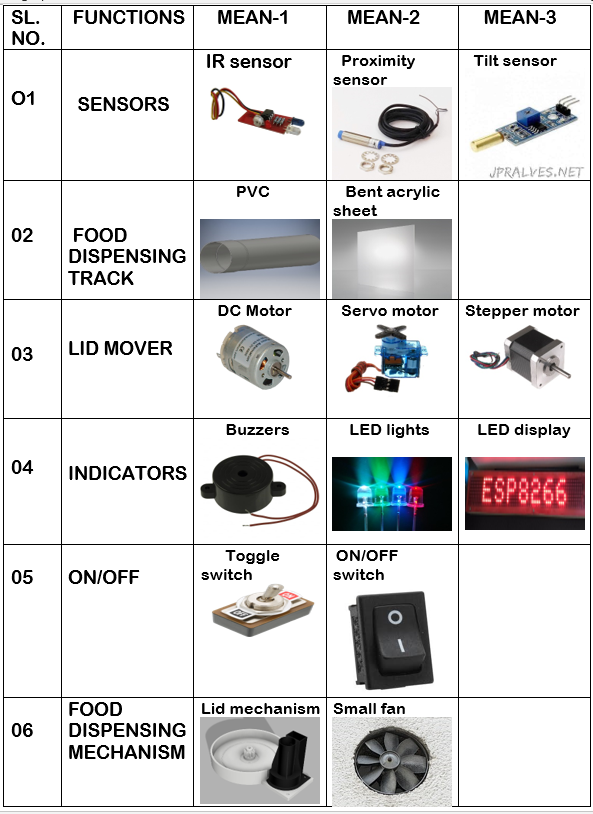 SL. NO. FUNCTIONS MEAN-1 MEAN-2 MEAN-3
O1 SENSORS
IR sensor
Proximity
sensor
Tilt sensor
JPRALVES.NET
02 FOOD
DISPENSING
TRACK
PVC
Bent acrylic
sheet
03 LID MOVER
DC Motor
Servo motor
Stepper motor
04 INDICATORS
Buzzers
LED lights
LED display
ESP8266
05 ON/OFF
Toggle
switch
ON/OFF
switch
06 FOOD
DISPENSING
MECHANISM
Lid mechanism
Small fan